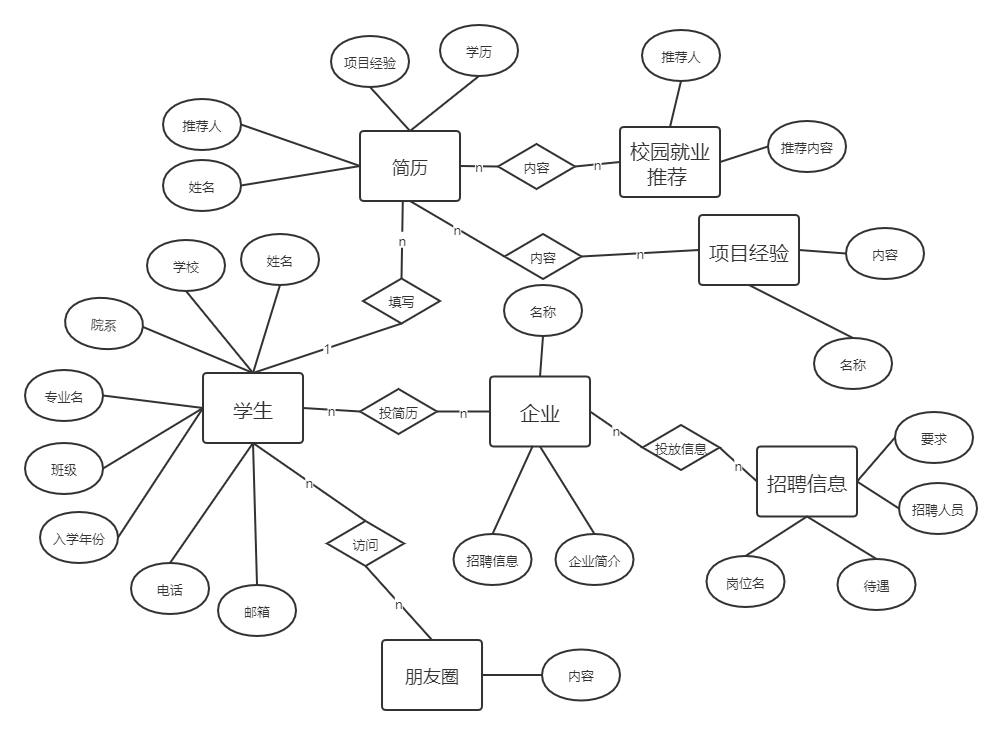 学历
项目经验
推荐人
推荐人
推荐内容
校园就业
推荐
简历
n
内容
n
姓名
n
n
内容
n
项目经验
内容
学校
姓名
填写
名称
院系
1
名称
专业名
学生
n
投简历
n
企业
n
投放信息
要求
班级
n
n
招聘信息
招聘人员
入学年份
访问
招聘信息
企业简介
岗位名
待遇
电话
邮箱
n
朋友圈
内容